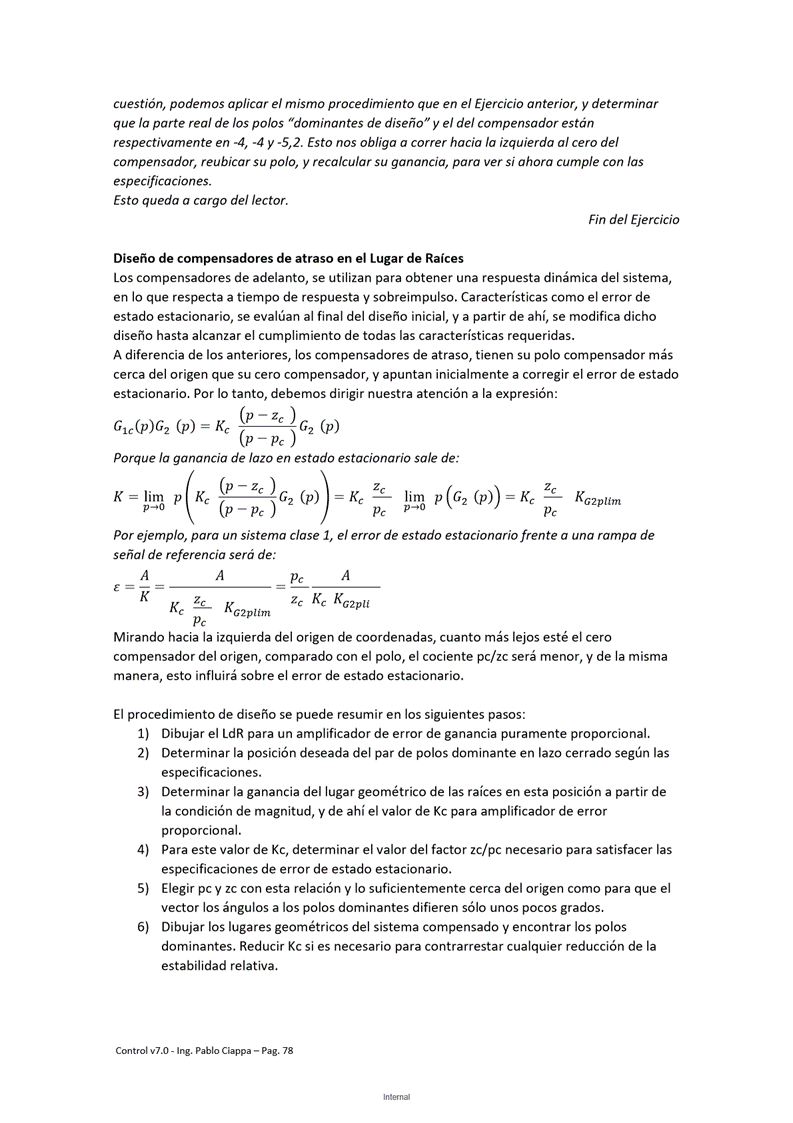 cuestión, podemos aplicar el mismo procedimiento que en el Ejercicio anterior, y determinar
que la parte real de los polos “dominantes de diseño” y el del compensador están
respectivamente en -4, -4 y -5,2. Esto nos obliga a correr hacia la izquierda al cero del
compensador, reubicar su polo, y recalcular su ganancia, para ver si ahora cumple con las
especificaciones.
Esto queda a cargo del lector.
Fin del Ejercicio
Diseño de compensadores de atraso en el Lugar de Raíces
Los compensadores de adelanto, se utilizan para obtener una respuesta dinámica del sistema,
en lo que respecta a tiempo de respuesta y sobreimpulso. Características como el error de
estado estacionario, se evalúan al final del diseño inicial, y a partir de ahí, se modifica dicho
diseño hasta alcanzar el cumplimiento de todas las características requeridas.
A diferencia de los anteriores, los compensadores de atraso, tienen su polo compensador más
cerca del origen que su cero compensador, y apuntan inicialmente a corregir el error de estado
estacionario. Por lo tanto, debemos dirigir nuestra atención a la expresión:
G_{1c}(p)G_2 (p) = K_c \frac{(p - z_c)}{(p - p_c)} G_2 (p)
Porque la ganancia de lazo en estado estacionario sale de:
K = \lim_{p→0} p \left(K_c \frac{(p - z_c)}{(p - p_c)} G_2 (p)\right) = K_c \frac{z_c}{p_c} \lim_{p→0} p (G_2 (p)) = K_c \frac{z_c}{p_c} K_{G2plim}
Por ejemplo, para un sistema clase 1, el error de estado estacionario frente a una rampa de
señal de referencia será de:
ε = \frac{A}{K} = \frac{A}{K_c \frac{z_c}{p_c} K_{G2plim}} = \frac{p_c}{z_c} \frac{A}{K_c K_{G2pli}}
Mirando hacia la izquierda del origen de coordenadas, cuanto más lejos esté el cero
compensador del origen, comparado con el polo, el cociente pc/zc será menor, y de la misma
manera, esto influirá sobre el error de estado estacionario.
El procedimiento de diseño se puede resumir en los siguientes pasos:
1) Dibujar el LdR para un amplificador de error de ganancia puramente proporcional.
2) Determinar la posición deseada del par de polos dominante en lazo cerrado según las
especificaciones.
3) Determinar la ganancia del lugar geométrico de las raíces en esta posición a partir de
la condición de magnitud, y de ahí el valor de Kc para amplificador de error
proporcional.
4) Para este valor de Kc, determinar el valor del factor zc/pc necesario para satisfacer las
especificaciones de error de estado estacionario.
5) Elegir pc y zc con esta relación y lo suficientemente cerca del origen como para que el
vector los ángulos a los polos dominantes difieren sólo unos pocos grados.
6) Dibujar los lugares geométricos del sistema compensado y encontrar los polos
dominantes. Reducir Kc si es necesario para contrarrestar cualquier reducción de la
estabilidad relativa.
Control v7.0 - Ing. Pablo Ciappa – Pag. 78
Internal